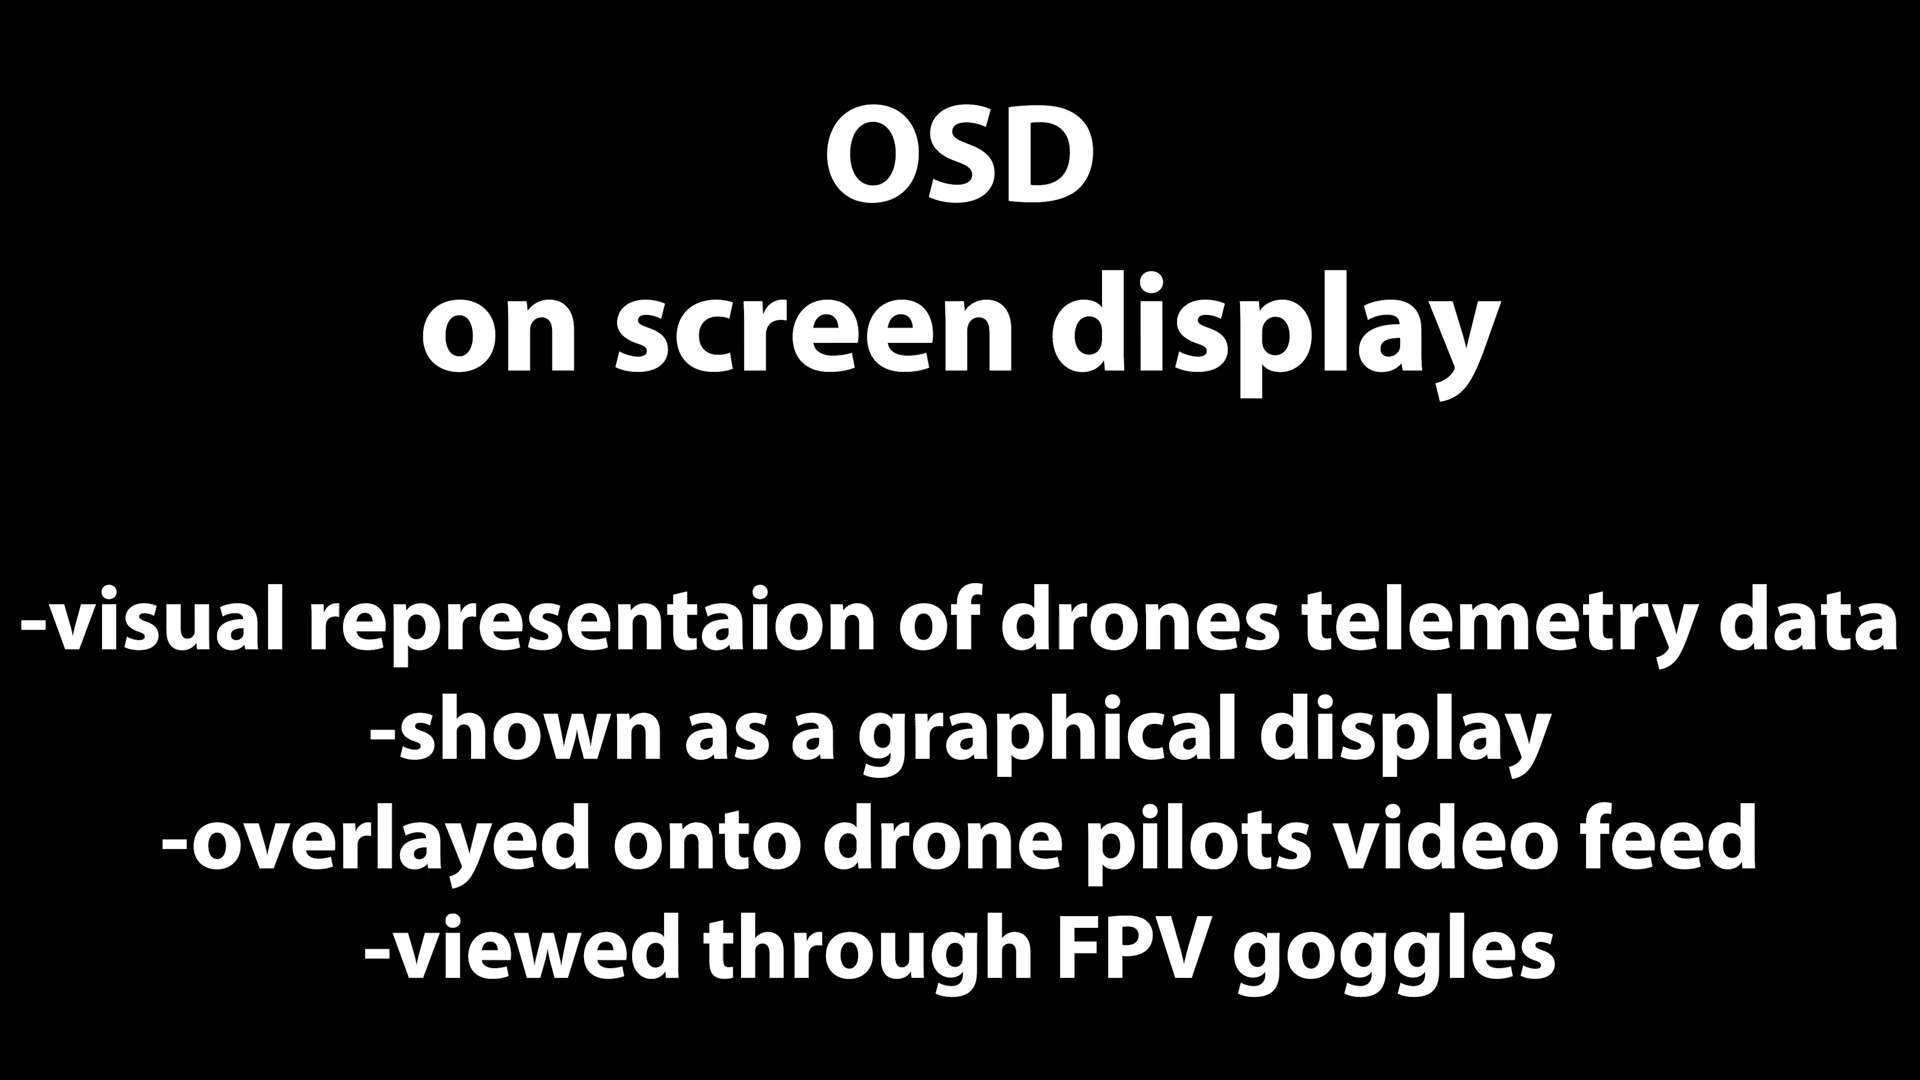 OSD
on screen display
-visual representaion of drones telemetry data
-shown as a graphical display
-overlayed onto drone pilots video feed
-viewed through FPV goggles